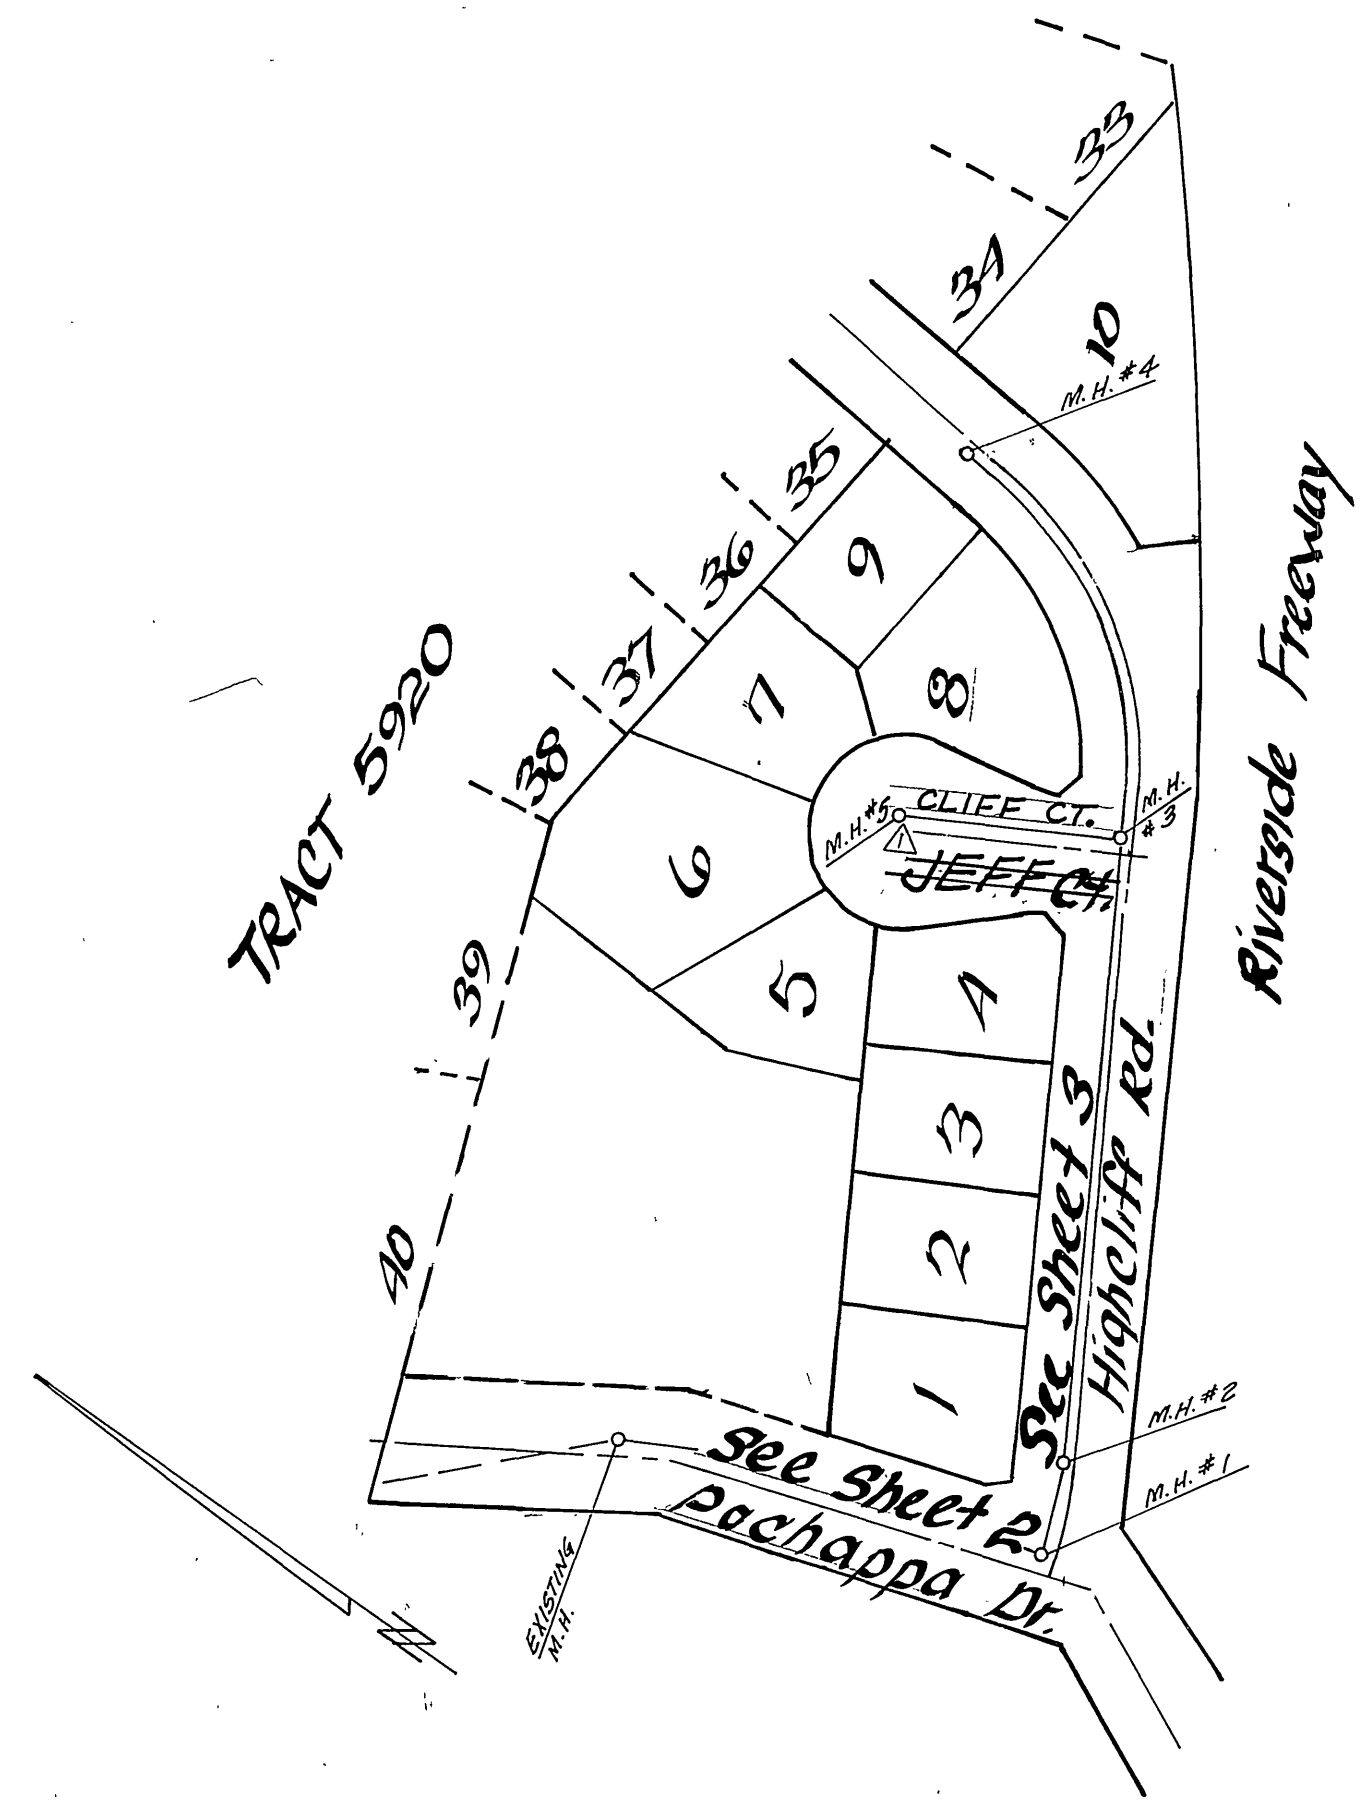 33
34
10
M.H. #4
35
36
9
37
7
8
38
TRACT 5920
Riverside Freeway
CLIFF CT.
M.H. #3
M.H. #5
1
JEFF Ct.
6
39
5
4
3
2
1
40
See Sheet 3
Highcliff Rd.
M.H. #2
M.H. #1
See Sheet 2
Pachappa Dr.
EXISTING
M.H.
N